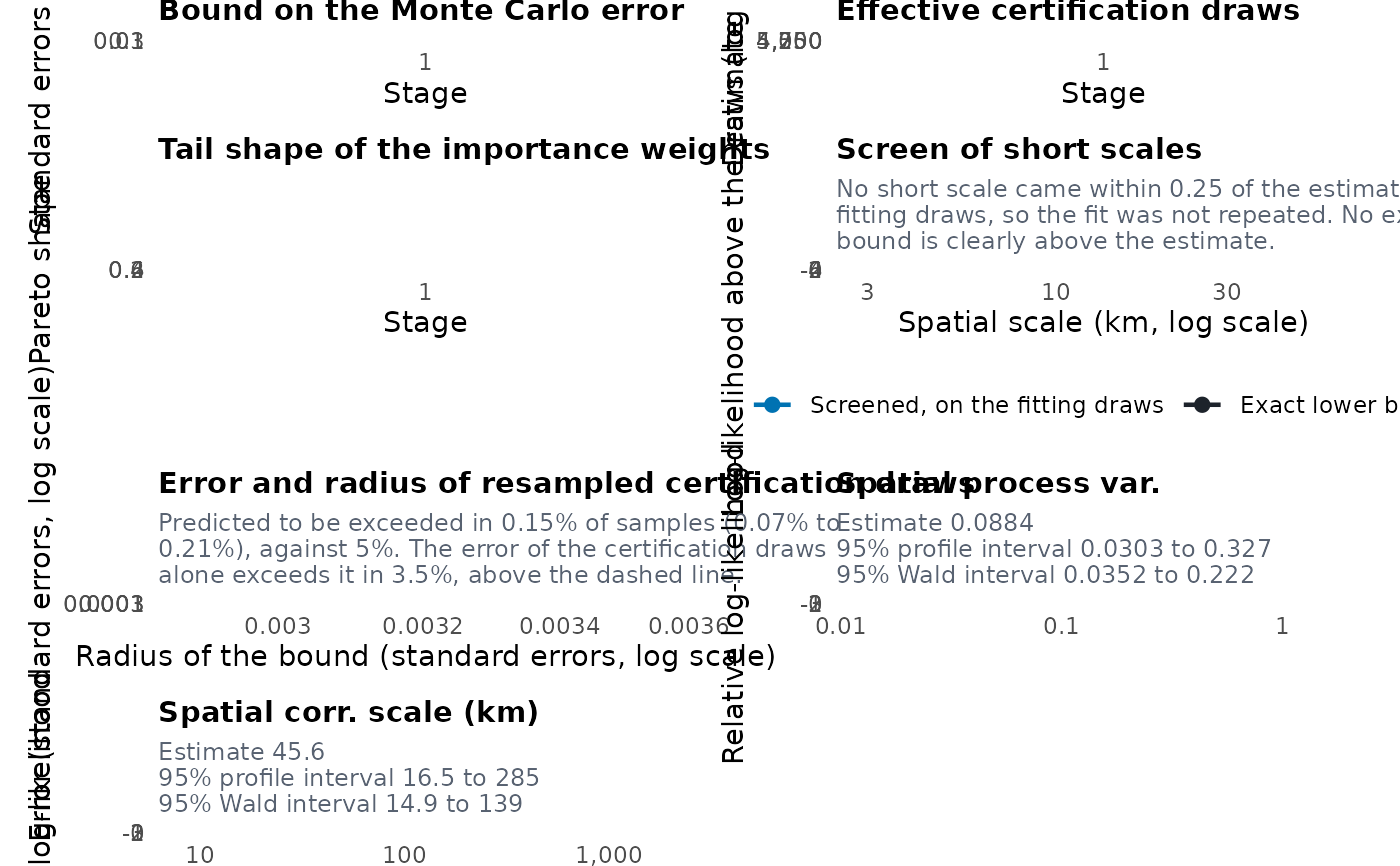 Bound on the Monte Carlo error
Effective certification draws
1
Stage
1
Stage
Tail shape of the importance weights
Screen of short scales
No short scale came within 0.25 of the estimat
fitting draws, so the fit was not repeated. No ex
bound is clearly above the estimate.
1
Stage
3 10 30
Spatial scale (km, log scale)
Screened, on the fitting draws
Exact lower b
Error and radius of resampled certification draws
Spatial process var.
Predicted to be exceeded in 0.15% of samples (0.07% to
0.21%), against 5%. The error of the certification draws
alone exceeds it in 3.5%, above the dashed line.
Estimate 0.0884
95% profile interval 0.0303 to 0.327
95% Wald interval 0.0352 to 0.222
0.003 0.0032 0.0034 0.0036
Radius of the bound (standard errors, log scale)
0.01 0.1 1
Spatial corr. scale (km)
Estimate 45.6
95% profile interval 16.5 to 285
95% Wald interval 14.9 to 139
10 100 1,000
Standard errors
Pareto shape
Relative log-likelihood